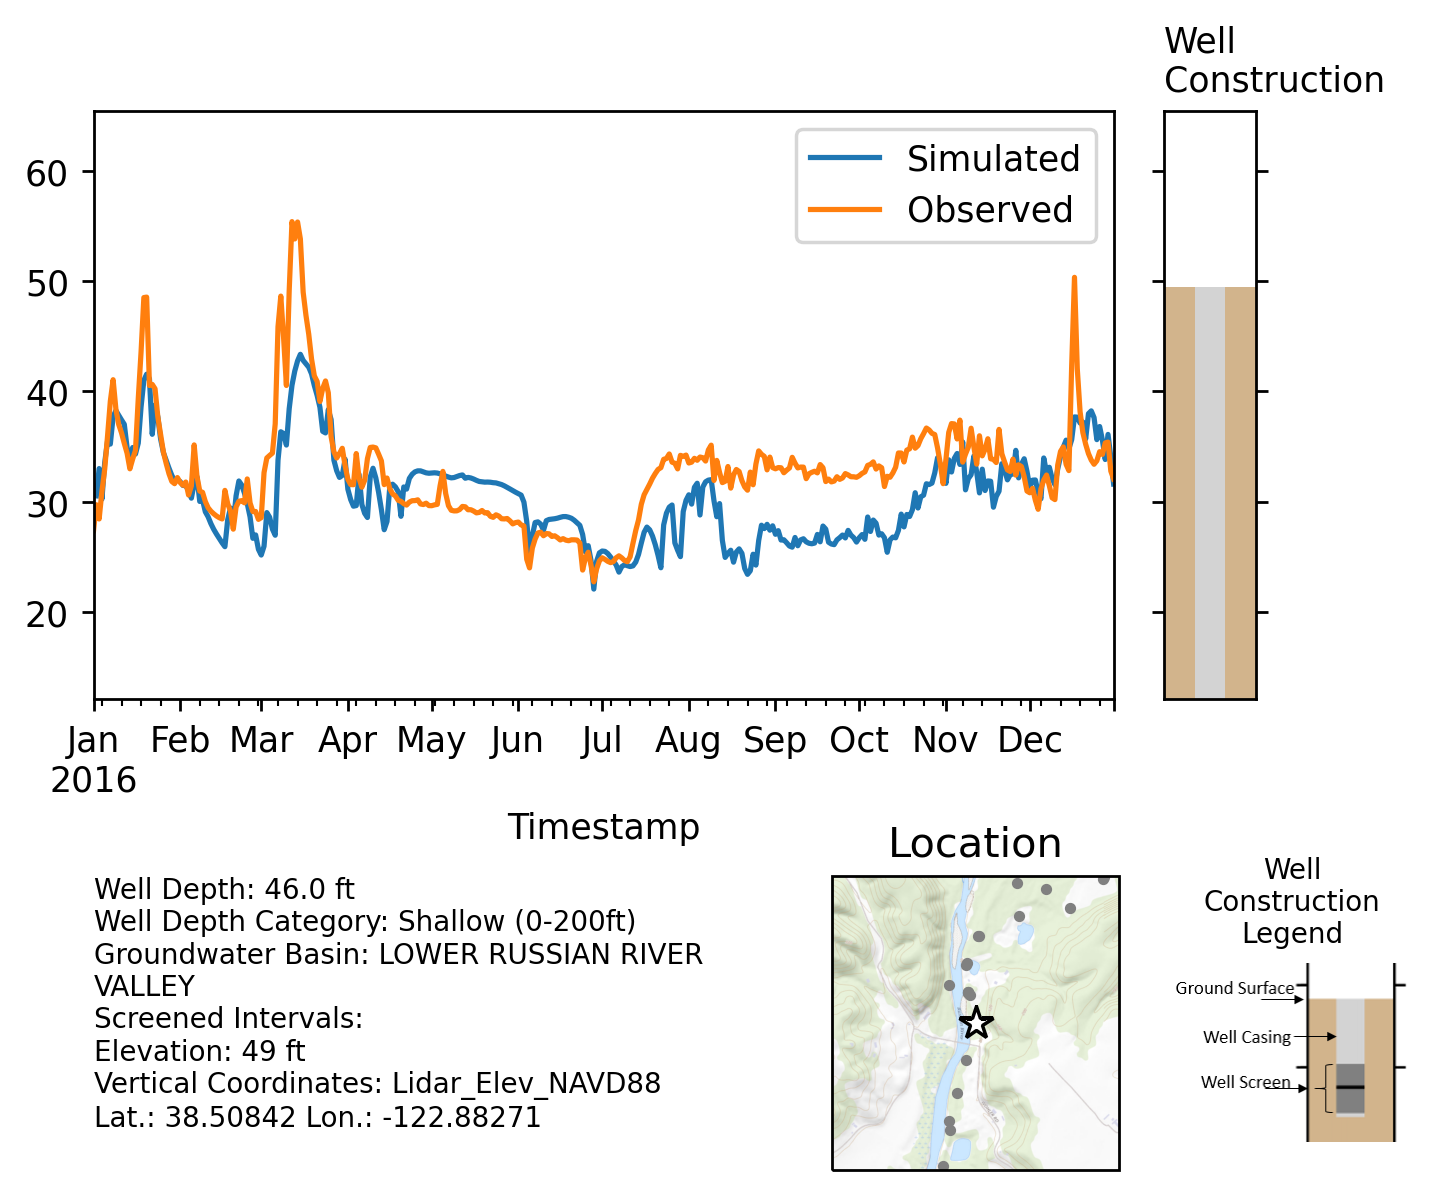 Well
Construction
Simulated
Observed
60
50
40
30
20
Jan
2016
Feb
Mar
Apr
May
Jun
Jul
Aug
Sep
Oct
Nov
Dec
Timestamp
Well Depth: 46.0 ft
Well Depth Category: Shallow (0-200ft)
Groundwater Basin: LOWER RUSSIAN RIVER
VALLEY
Screened Intervals:
Elevation: 49 ft
Vertical Coordinates: Lidar_Elev_NAVD88
Lat.: 38.50842 Lon.: -122.88271
Location
Well
Construction
Legend
Ground Surface
Well Casing
Well Screen